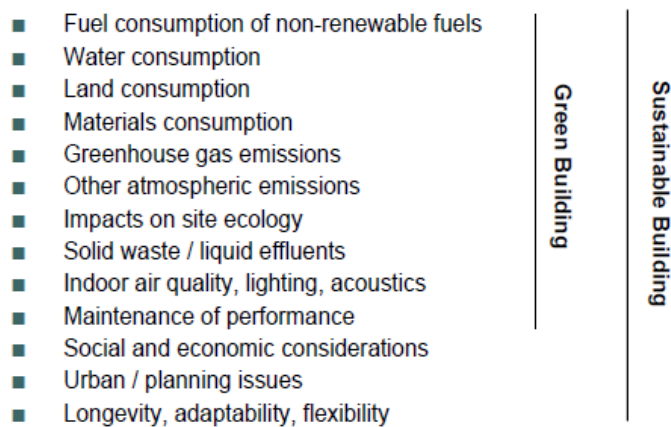 ■ Fuel consumption of non-renewable fuels
■ Water consumption
■ Land consumption
■ Materials consumption
■ Greenhouse gas emissions
■ Other atmospheric emissions
■ Impacts on site ecology
■ Solid waste / liquid effluents
■ Indoor air quality, lighting, acoustics
■ Maintenance of performance
■ Social and economic considerations
■ Urban / planning issues
■ Longevity, adaptability, flexibility
Green Building
Sustainable Building